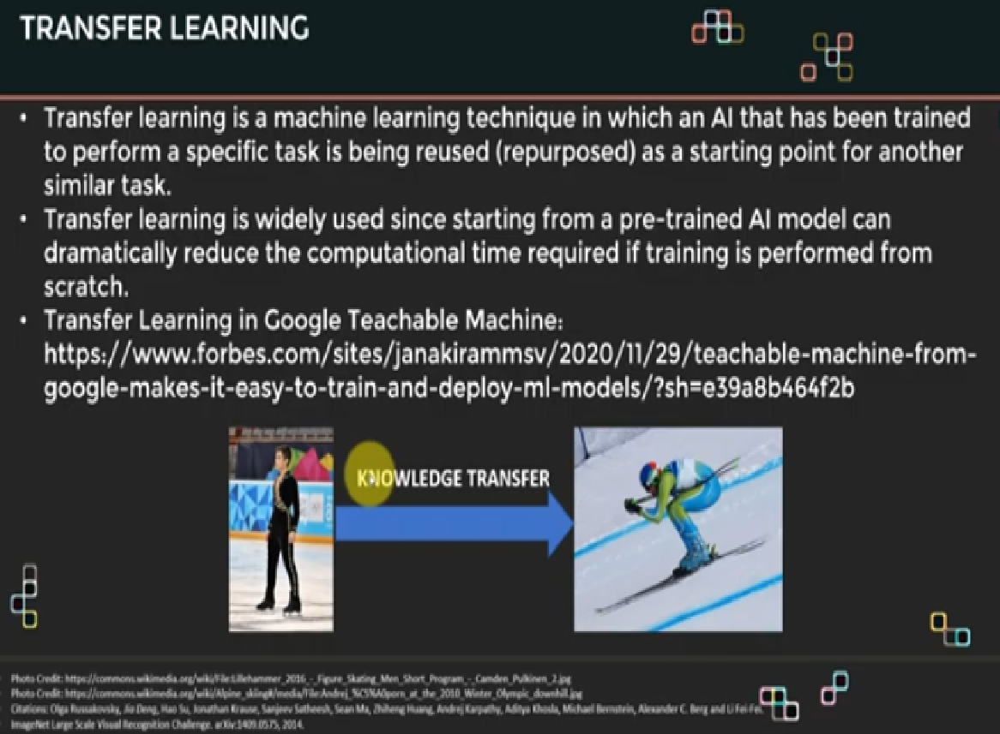 TRANSFER LEARNING
• Transfer learning is a machine learning technique in which an AI that has been trained
to perform a specific task is being reused (repurposed) as a starting point for another
similar task.
• Transfer learning is widely used since starting from a pre-trained AI model can
dramatically reduce the computational time required if training is performed from
scratch.
• Transfer Learning in Google Teachable Machine:
https://www.forbes.com/sites/janakirammsv/2020/11/29/teachable-machine-from-
google-makes-it-easy-to-train-and-deploy-ml-models/?sh=e39a8b464f2b
KNOWLEDGE TRANSFER
Photo Credit: https://commons.wikimedia.org/wiki/File:Lillehammer_2016_-_Figure_Skating_Men_Short_Program_-_Camden_Pulkinen_2.jpg
Photo Credit: https://commons.wikimedia.org/wiki/Alpine_skiing#/media/File:Andrej_%C5%A0porn_at_the_2010_Winter_Olympic_downhill.jpg
Citations: Olga Russakovsky, Jia Deng, Hao Su, Jonathan Krause, Sanjeev Satheesh, Sean Ma, Zhiheng Huang, Andrej Karpathy, Aditya Khosla, Michael Bernstein, Alexander C. Berg and Li Fei-Fei.
ImageNet Large Scale Visual Recognition Challenge. arXiv:1409.0575, 2014.